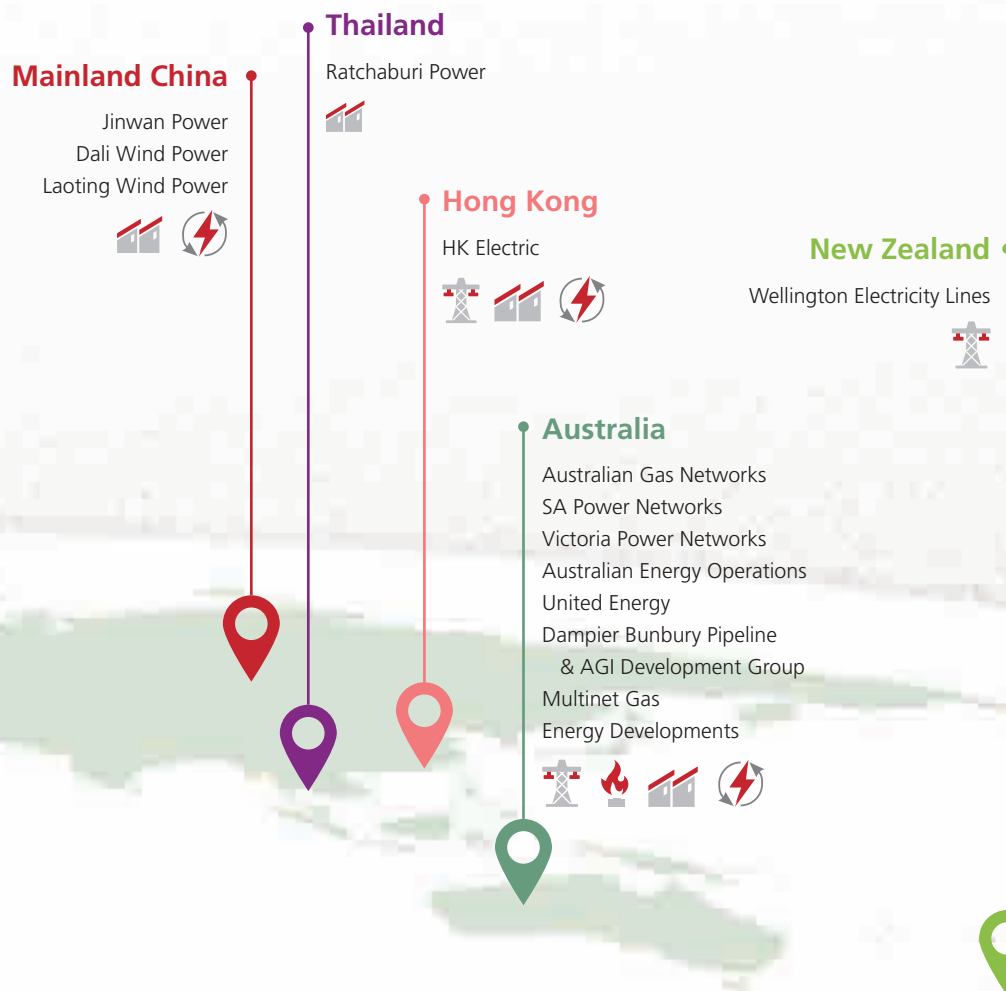 Thailand
Ratchaburi Power
Mainland China
Jinwan Power
Dali Wind Power
Laoting Wind Power
Hong Kong
HK Electric
New Zealand
Wellington Electricity Lines
Australia
Australian Gas Networks
SA Power Networks
Victoria Power Networks
Australian Energy Operations
United Energy
Dampier Bunbury Pipeline
& AGI Development Group
Multinet Gas
Energy Developments